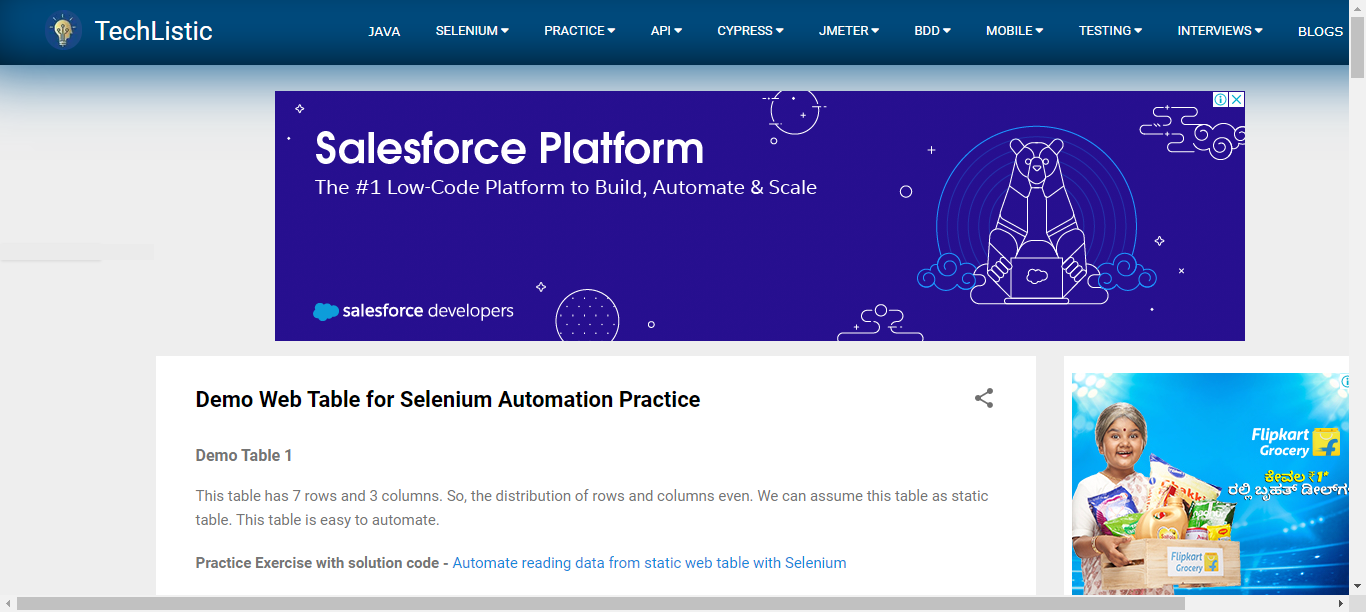 TechListic
JAVA
SELENIUM
PRACTICE
API
CYPRESS
JMETER
BDD
MOBILE
TESTING
INTERVIEWS
BLOGS
Salesforce Platform
The #1 Low-Code Platform to Build, Automate & Scale
salesforce developers
Demo Web Table for Selenium Automation Practice
Demo Table 1
This table has 7 rows and 3 columns. So, the distribution of rows and columns even. We can assume this table as static
table. This table is easy to automate.
Practice Exercise with solution code - Automate reading data from static web table with Selenium
Flipkart
Grocery
ಕೇವಲ ₹1*
ರಲ್ಲಿ ಬೃಹತ್ ಡೀಲ್‌ಗ
Flipkart
Grocery